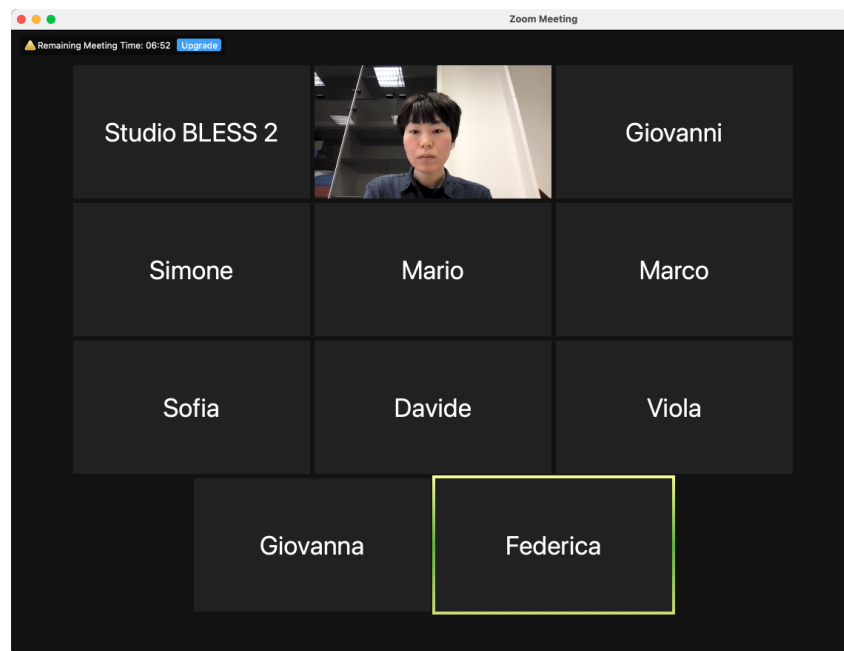 Zoom Meeting
Remaining Meeting Time: 06:52 Upgrade
Studio BLESS 2
Giovanni
Simone
Mario
Marco
Sofia
Davide
Viola
Giovanna
Federica